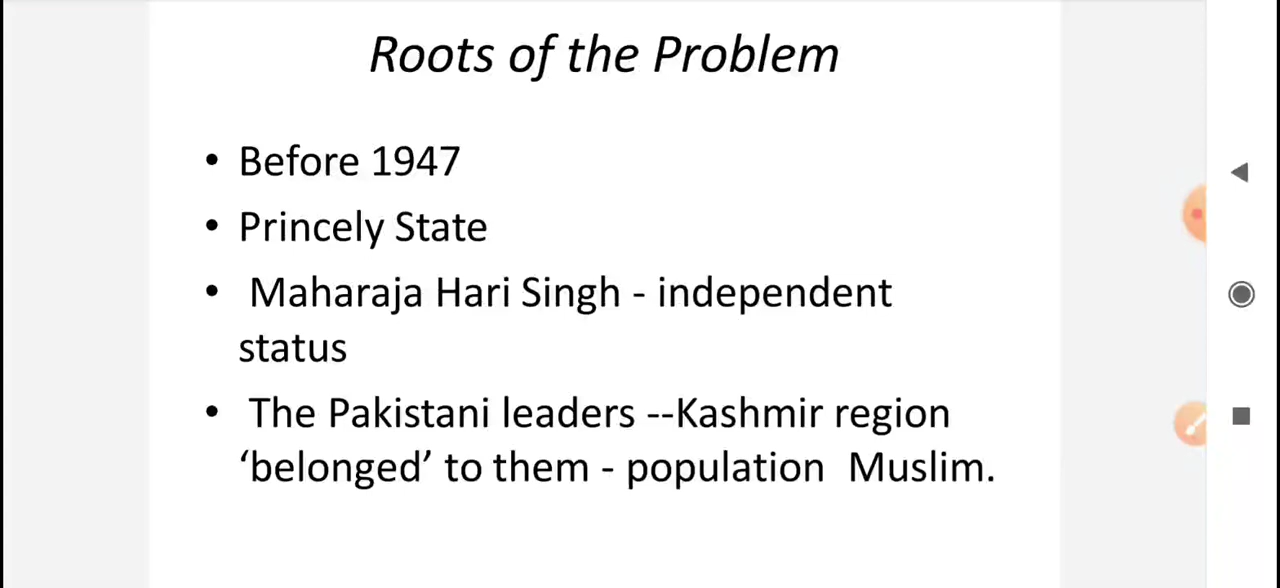 Roots of the Problem
• Before 1947
• Princely State
• Maharaja Hari Singh - independent
status
• The Pakistani leaders --Kashmir region
‘belonged’ to them - population  Muslim.